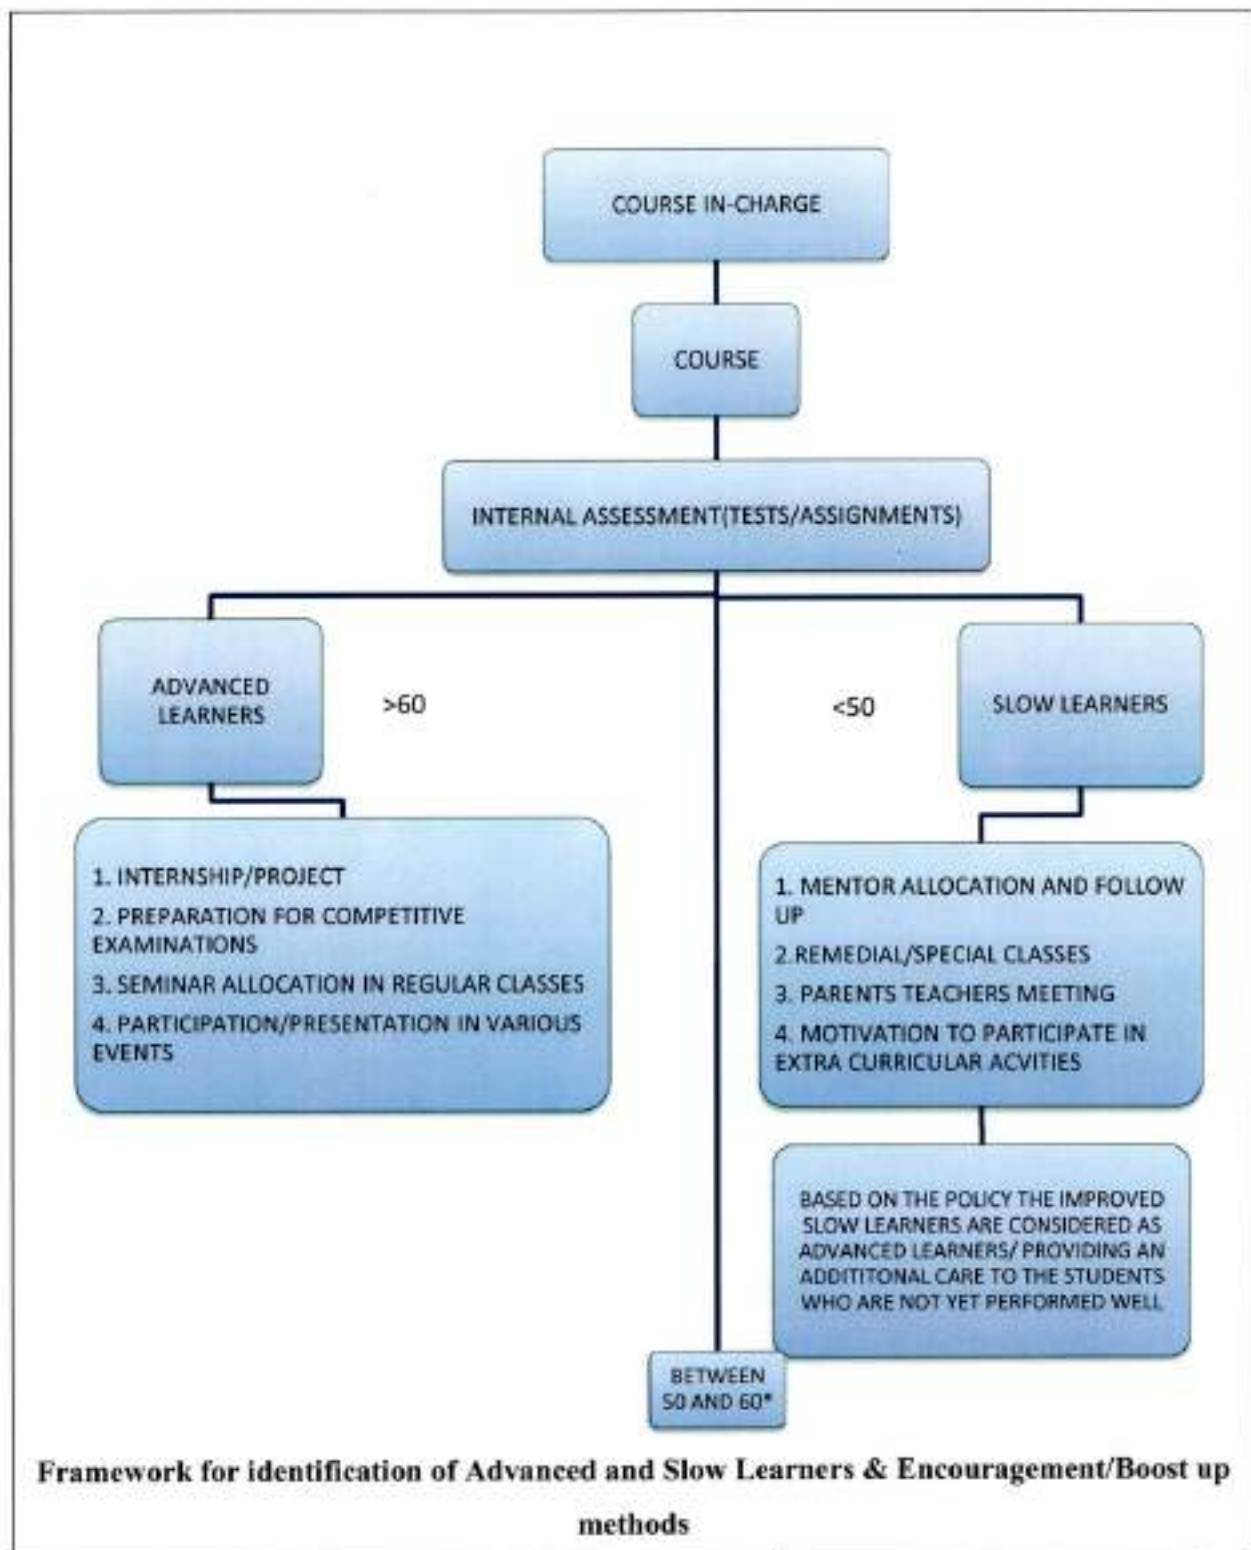 COURSE IN-CHARGE
COURSE
INTERNAL ASSESSMENT(TESTS/ASSIGNMENTS)
ADVANCED
LEARNERS
>60
<50
SLOW LEARNERS
1. INTERNSHIP/PROJECT
2. PREPARATION FOR COMPETITIVE
EXAMINATIONS
3. SEMINAR ALLOCATION IN REGULAR CLASSES
4. PARTICIPATION/PRESENTATION IN VARIOUS
EVENTS
1. MENTOR ALLOCATION AND FOLLOW
UP
2.REMEDIAL/SPECIAL CLASSES
3. PARENTS TEACHERS MEETING
4. MOTIVATION TO PARTICIPATE IN
EXTRA CURRICULAR ACVITIES
BASED ON THE POLICY THE IMPROVED
SLOW LEARNERS ARE CONSIDERED AS
ADVANCED LEARNERS/ PROVIDING AN
ADDITITONAL CARE TO THE STUDENTS
WHO ARE NOT YET PERFORMED WELL
BETWEEN
50 AND 60*
Framework for identification of Advanced and Slow Learners & Encouragement/Boost up
methods